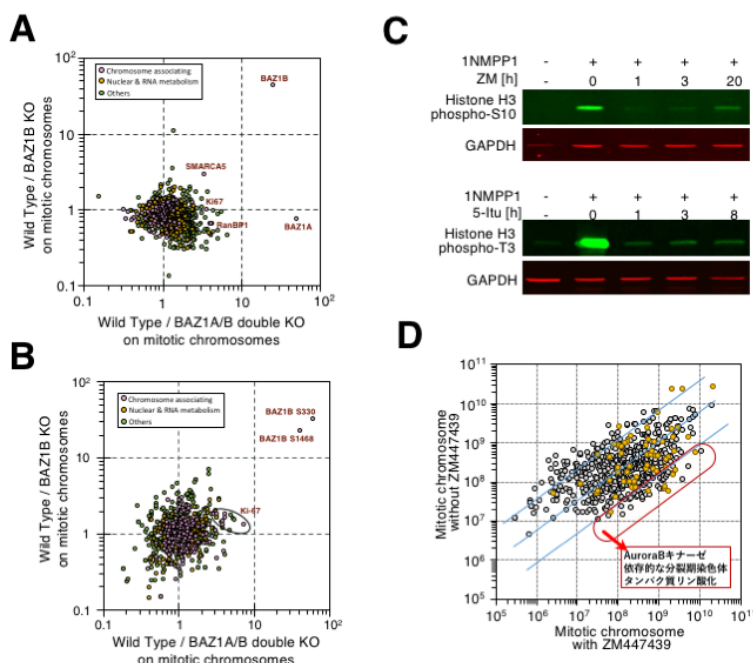 A
Wild Type / BAZ1B KO
on mitotic chromosomes
10²
10
1
0.1
Chromosome associating
Nuclear & RNA metabolism
Others
BAZ1B
SMARCA5
Ki67
RanBP1
BAZ1A
0.1
1
10
10²
Wild Type / BAZ1A/B double KO
on mitotic chromosomes
B
Wild Type / BAZ1B KO
on mitotic chromosomes
10²
10
1
0.1
Chromosome associating
Nuclear & RNA metabolism
Others
BAZ1B S330
BAZ1B S1468
Ki-67
0.1
1
10
10²
Wild Type / BAZ1A/B double KO
on mitotic chromosomes
C
1NMPP1 - + + + +
ZM [h] - 0 1 3 20
Histone H3
phospho-S10
GAPDH
1NMPP1 - + + + +
5-Itu [h] - 0 1 3 8
Histone H3
phospho-T3
GAPDH
D
Mitotic chromosome
without ZM447439
10¹¹
10¹⁰
10⁹
10⁸
10⁷
10⁶
10⁵
AuroraBキナーゼ
依存的な分裂期染色体
タンパク質リン酸化
10⁵ 10⁶ 10⁷ 10⁸ 10⁹ 10¹⁰ 10¹¹
Mitotic chromosome
with ZM447439